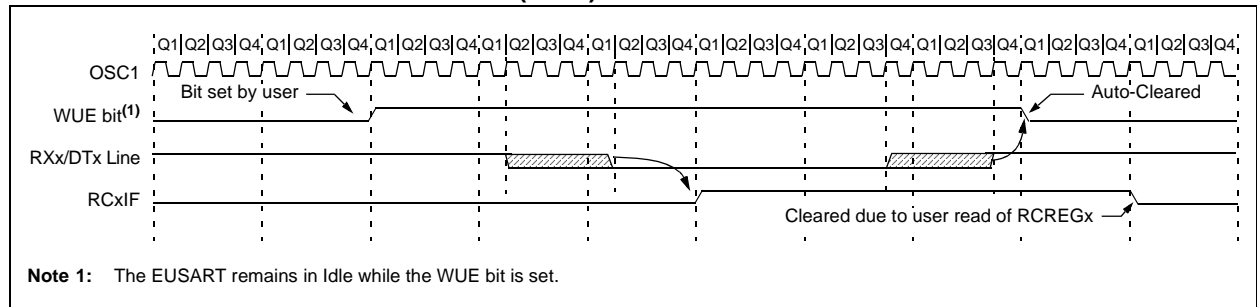 Q1 Q2 Q3 Q4 Q1 Q2 Q3 Q4 Q1 Q2 Q3 Q4 Q1 Q2 Q3 Q4 Q1 Q2 Q3 Q4 Q1 Q2 Q3 Q4 Q1 Q2 Q3 Q4 Q1 Q2 Q3 Q4 Q1 Q2 Q3 Q4 Q1 Q2 Q3 Q4
OSC1
Bit set by user
Auto-Cleared
WUE bit(1)
RXx/DTx Line
RCxIF
Cleared due to user read of RCREGx
Note 1: The EUSART remains in Idle while the WUE bit is set.